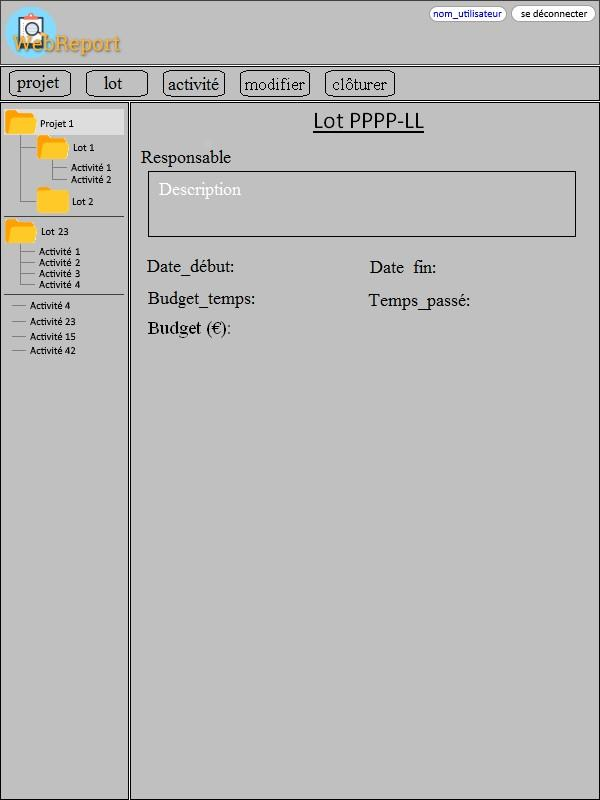 WebReport
nom_utilisateur
se déconnecter
projet
lot
activité
modifier
clôturer
Projet 1
Lot 1
Activité 1
Activité 2
Lot 2
Lot 23
Activité 1
Activité 2
Activité 3
Activité 4
Activité 4
Activité 23
Activité 15
Activité 42
Lot PPPP-LL
Responsable
Description
Date_début:
Date fin:
Budget_temps:
Temps_passé:
Budget (€):